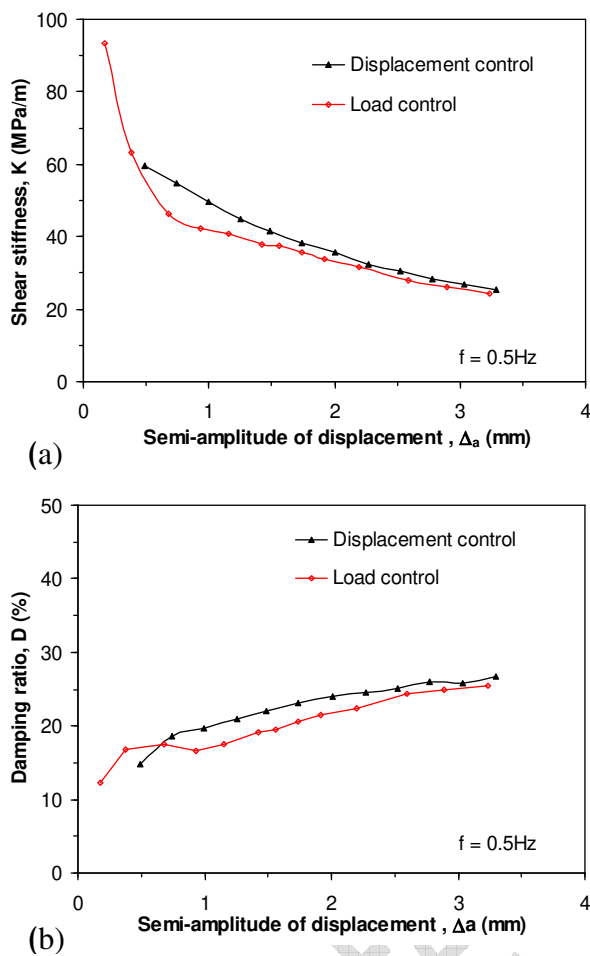 100
80
60
40
20
0
Shear stiffness, K (MPa/m)
Displacement control
Load control
f = 0.5Hz
0 1 2 3 4
Semi-amplitude of displacement , Δa (mm)
(a)
50
40
30
20
10
0
Damping ratio, D (%)
Displacement control
Load control
f = 0.5Hz
0 1 2 3 4
Semi-amplitude of displacement , Δa (mm)
(b)